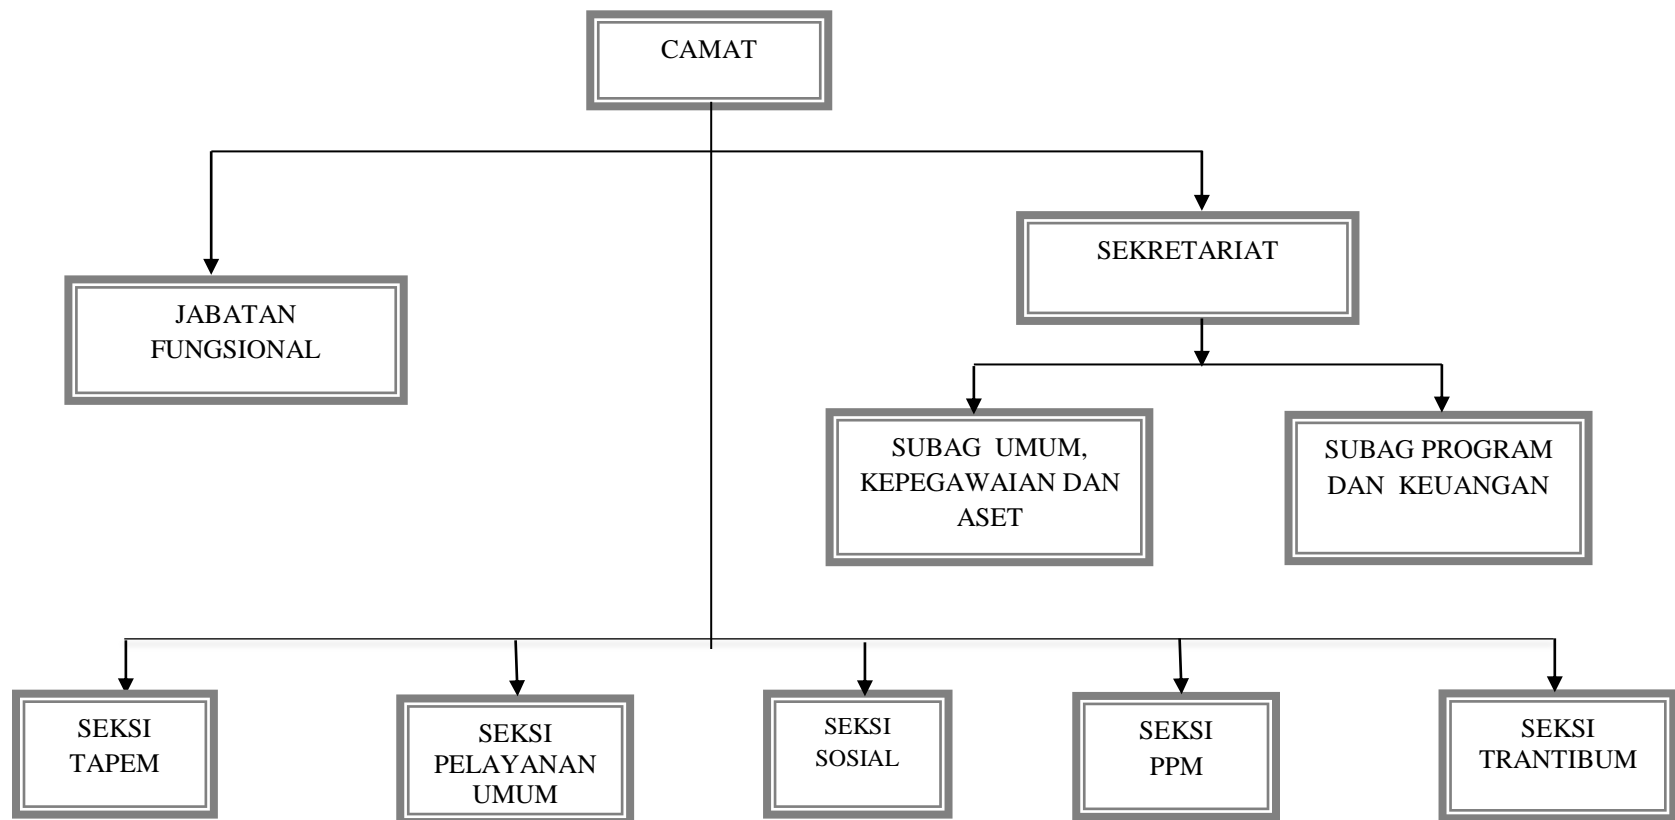 CAMAT
SEKRETARIAT
JABATAN
FUNGSIONAL
SUBAG  UMUM,
KEPEGAWAIAN DAN
ASET
SUBAG PROGRAM
DAN  KEUANGAN
SEKSI
TAPEM
SEKSI
PELAYANAN
UMUM
SEKSI
SOSIAL
SEKSI
PPM
SEKSI
TRANTIBUM